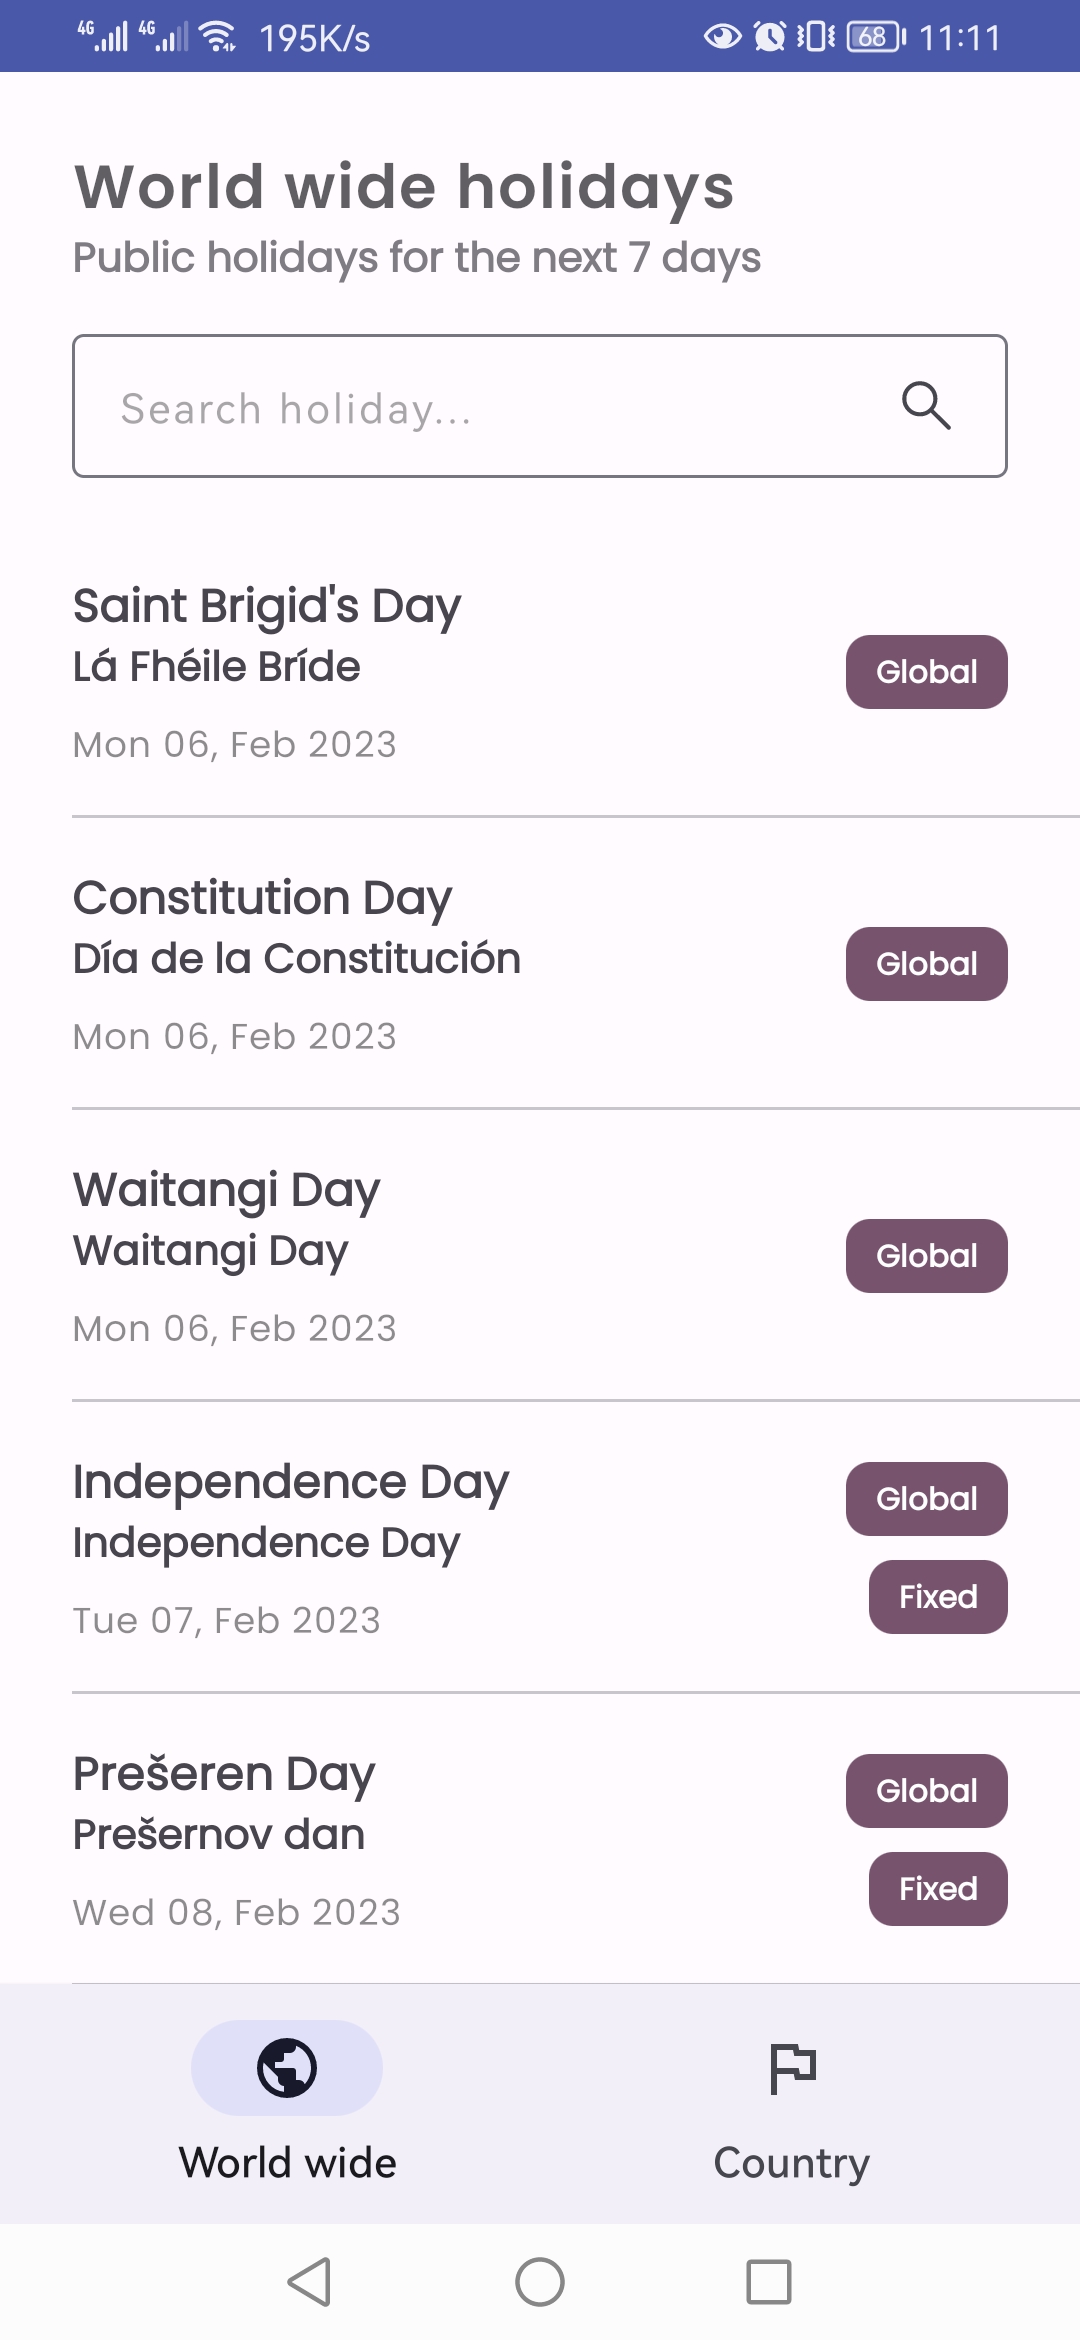 4G 4G 195K/s 68 11:11
World wide holidays
Public holidays for the next 7 days
Search holiday...
Saint Brigid's Day
Lá Fhéile Bríde
Global
Mon 06, Feb 2023
Constitution Day
Día de la Constitución
Global
Mon 06, Feb 2023
Waitangi Day
Waitangi Day
Global
Mon 06, Feb 2023
Independence Day
Global
Independence Day
Fixed
Tue 07, Feb 2023
Prešeren Day
Global
Prešernov dan
Fixed
Wed 08, Feb 2023
World wide
Country